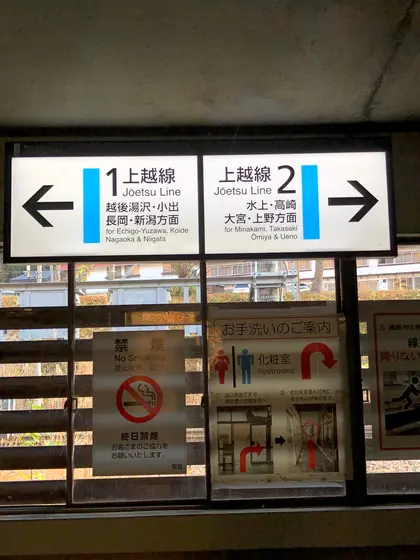 1 上越線
Jōetsu Line
越後湯沢・小出
長岡・新潟方面
for Echigo-Yuzawa, Koide
Nagaoka & Niigata
上越線 2
Jōetsu Line
水上・高崎
大宮・上野方面
for Minakami, Takasaki
Ōmiya & Ueno
禁 煙
No Smoking
終日禁煙
お客さまのご協力を
お願いいたします。
お手洗いのご案内
化粧室
Restrooms
降りない